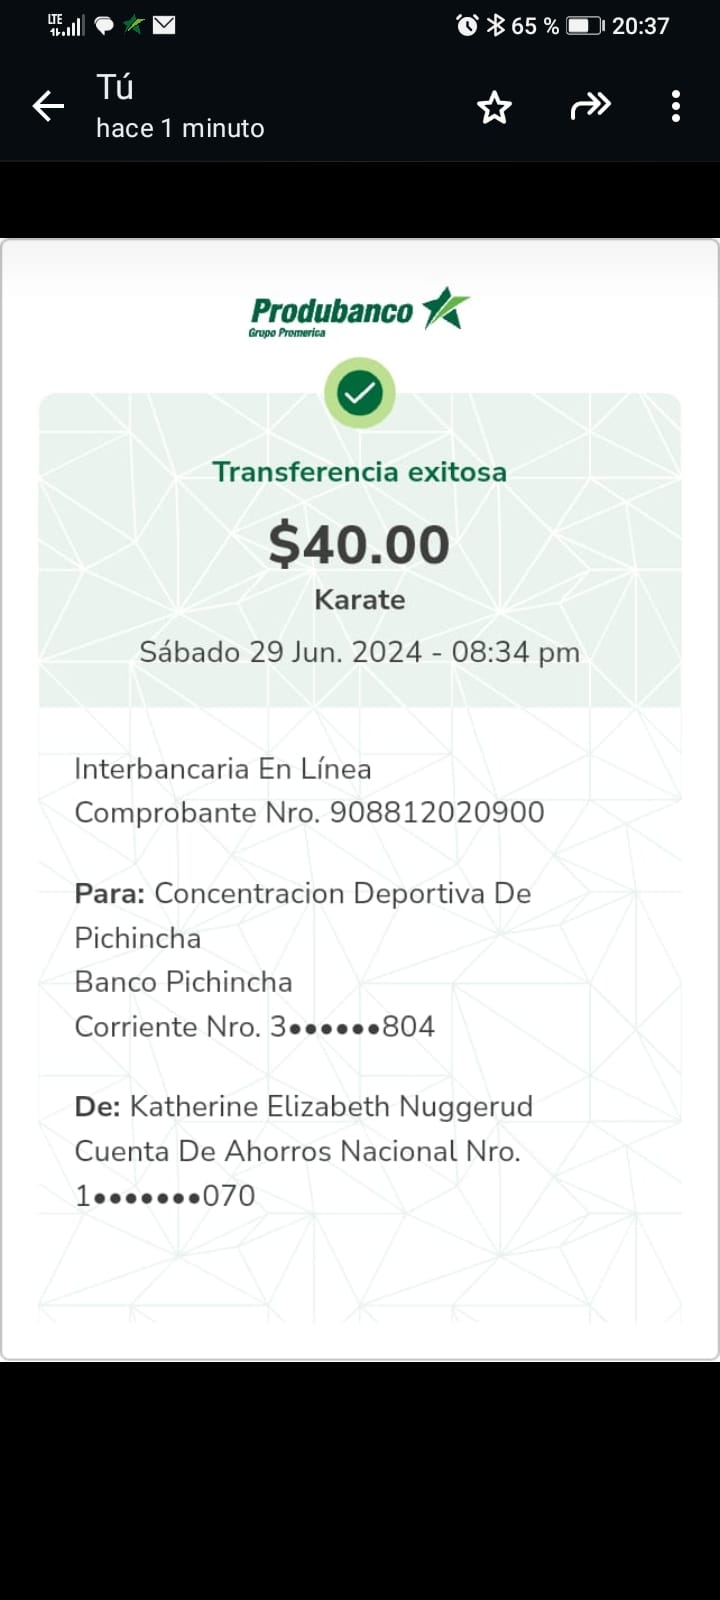 LTE 65 % 20:37
Tú
hace 1 minuto
Produbanco
Grupo Promerica
Transferencia exitosa
$40.00
Karate
Sábado 29 Jun. 2024 - 08:34 pm
Interbancaria En Línea
Comprobante Nro. 908812020900
Para: Concentracion Deportiva De
Pichincha
Banco Pichincha
Corriente Nro. 3••••••804
De: Katherine Elizabeth Nuggerud
Cuenta De Ahorros Nacional Nro.
1•••••••070